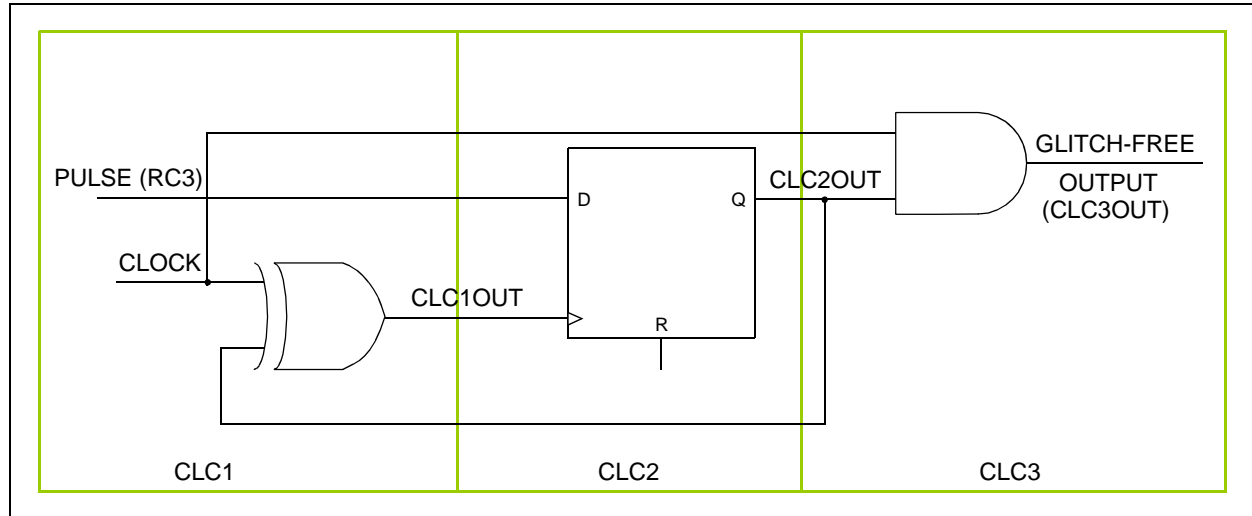 PULSE (RC3)
CLOCK
CLC1OUT
D
Q
R
CLC2OUT
GLITCH-FREE
OUTPUT
(CLC3OUT)
CLC1
CLC2
CLC3